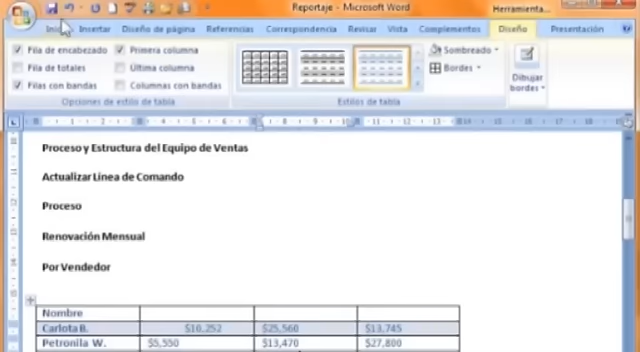 Reportaje - Microsoft Word
Herramienta...
Inicio Insertar Diseño de página Referencias Correspondencia Revisar Vista Complementos Diseño Presentación
Fila de encabezado Primera columna
Fila de totales Última columna
Filas con bandas Columnas con bandas
Opciones de estilo de tabla
Estilos de tabla
Sombreado
Bordes
Dibujar
bordes
Proceso y Estructura del Equipo de Ventas
Actualizar Línea de Comando
Proceso
Renovación Mensual
Por Vendedor
Nombre
Carlota B. $10,252 $25,560 $13,745
Petronila W. $5,550 $13,470 $27,800